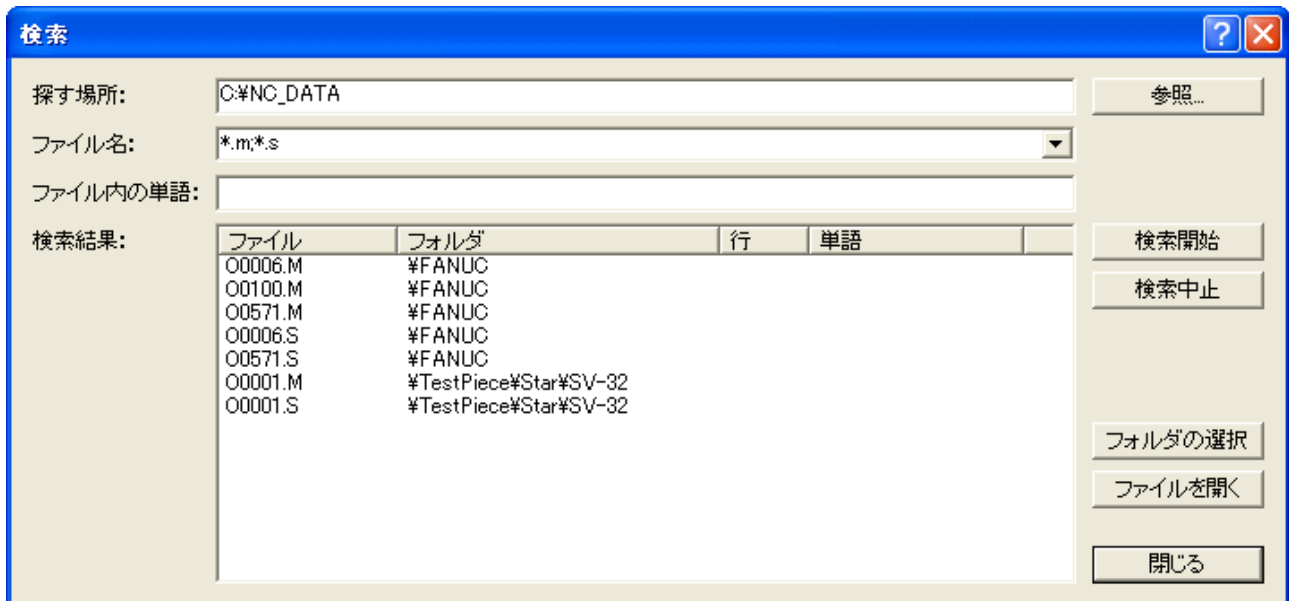 検索
探す場所: C:¥NC_DATA 参照...
ファイル名: *.m;*.s
ファイル内の単語:
検索結果: ファイル フォルダ 行 単語 検索開始
O0006.M ¥FANUC
O0100.M ¥FANUC 検索中止
O0571.M ¥FANUC
O0006.S ¥FANUC
O0571.S ¥FANUC
O0001.M ¥TestPiece¥Star¥SV-32
O0001.S ¥TestPiece¥Star¥SV-32
フォルダの選択
ファイルを開く
閉じる